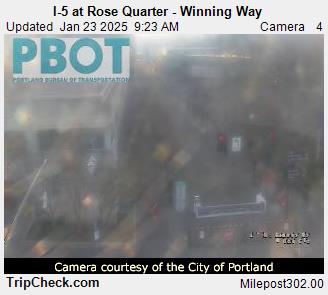 I-5 at Rose Quarter - Winning Way
Updated Jan 23 2025 9:23 AM Camera 4
PBOT
PORTLAND BUREAU OF TRANSPORTATION
Camera courtesy of the City of Portland
TripCheck.com Milepost302.00